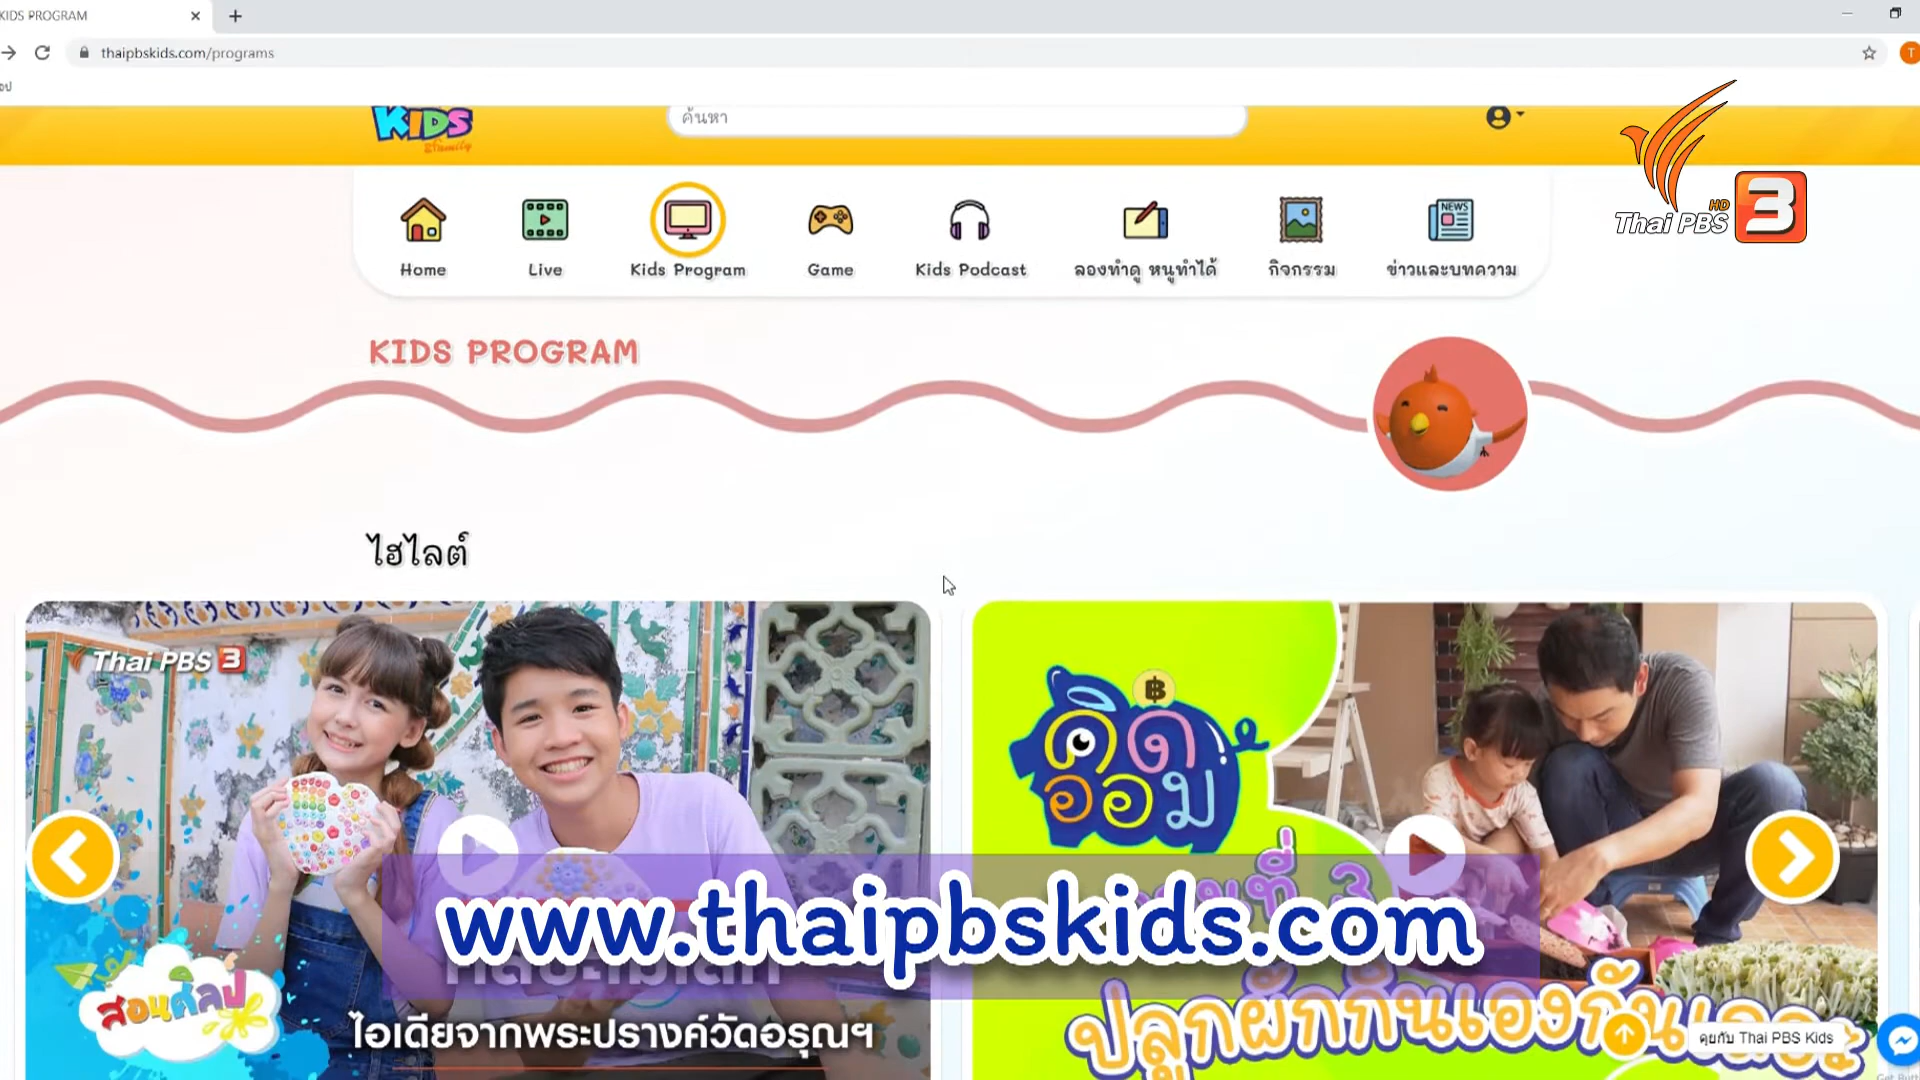 KIDS PROGRAM
thaipbskids.com/programs
KIDS
&family
ค้นหา
HD
Thai PBS 3
NEWS
Home
Live
Kids Program
Game
Kids Podcast
ลองทำดู หนูทำได้
กิจกรรม
ข่าวและบทความ
KIDS PROGRAM
ไฮไลต์
Thai PBS 3
฿
คิด
ออม
www.thaipbskids.com
สอนศิลป์
ไอเดียจากพระปรางค์วัดอรุณฯ
ปลูกผักกินเองกัน
คุยกับ Thai PBS Kids